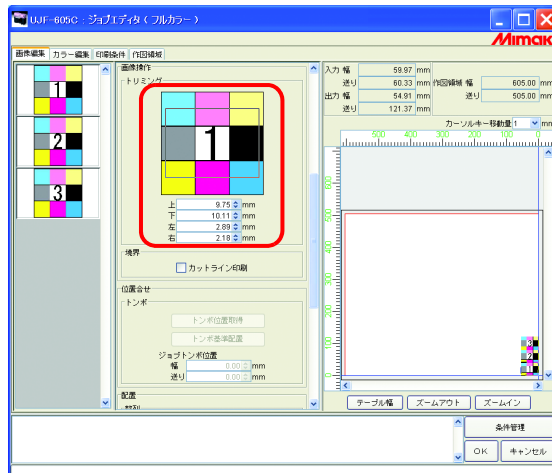 UJF-605C : ジョブエディタ ( フルカラー )
Mimaki
画像編集 カラー編集 印刷条件 作図領域
1
2
3
画像操作
トリミング
1
上 9.75 mm
下 10.11 mm
左 2.89 mm
右 2.18 mm
境界
カットライン印刷
位置合せ
トンボ
トンボ位置取得
トンボ基準配置
ジョブトンボ位置
幅 0.00 mm
送り 0.00 mm
配置
入力 幅 59.97 mm
送り 60.33 mm
出力 幅 54.91 mm
送り 121.37 mm
作図領域 幅 605.00 mm
送り 505.00 mm
カーソルキー移動量 1 mm
500 400 300 200 100 0
600
500
400
300
200
100
0
3
2
1
テーブル幅 ズームアウト ズームイン
条件管理
OK キャンセル